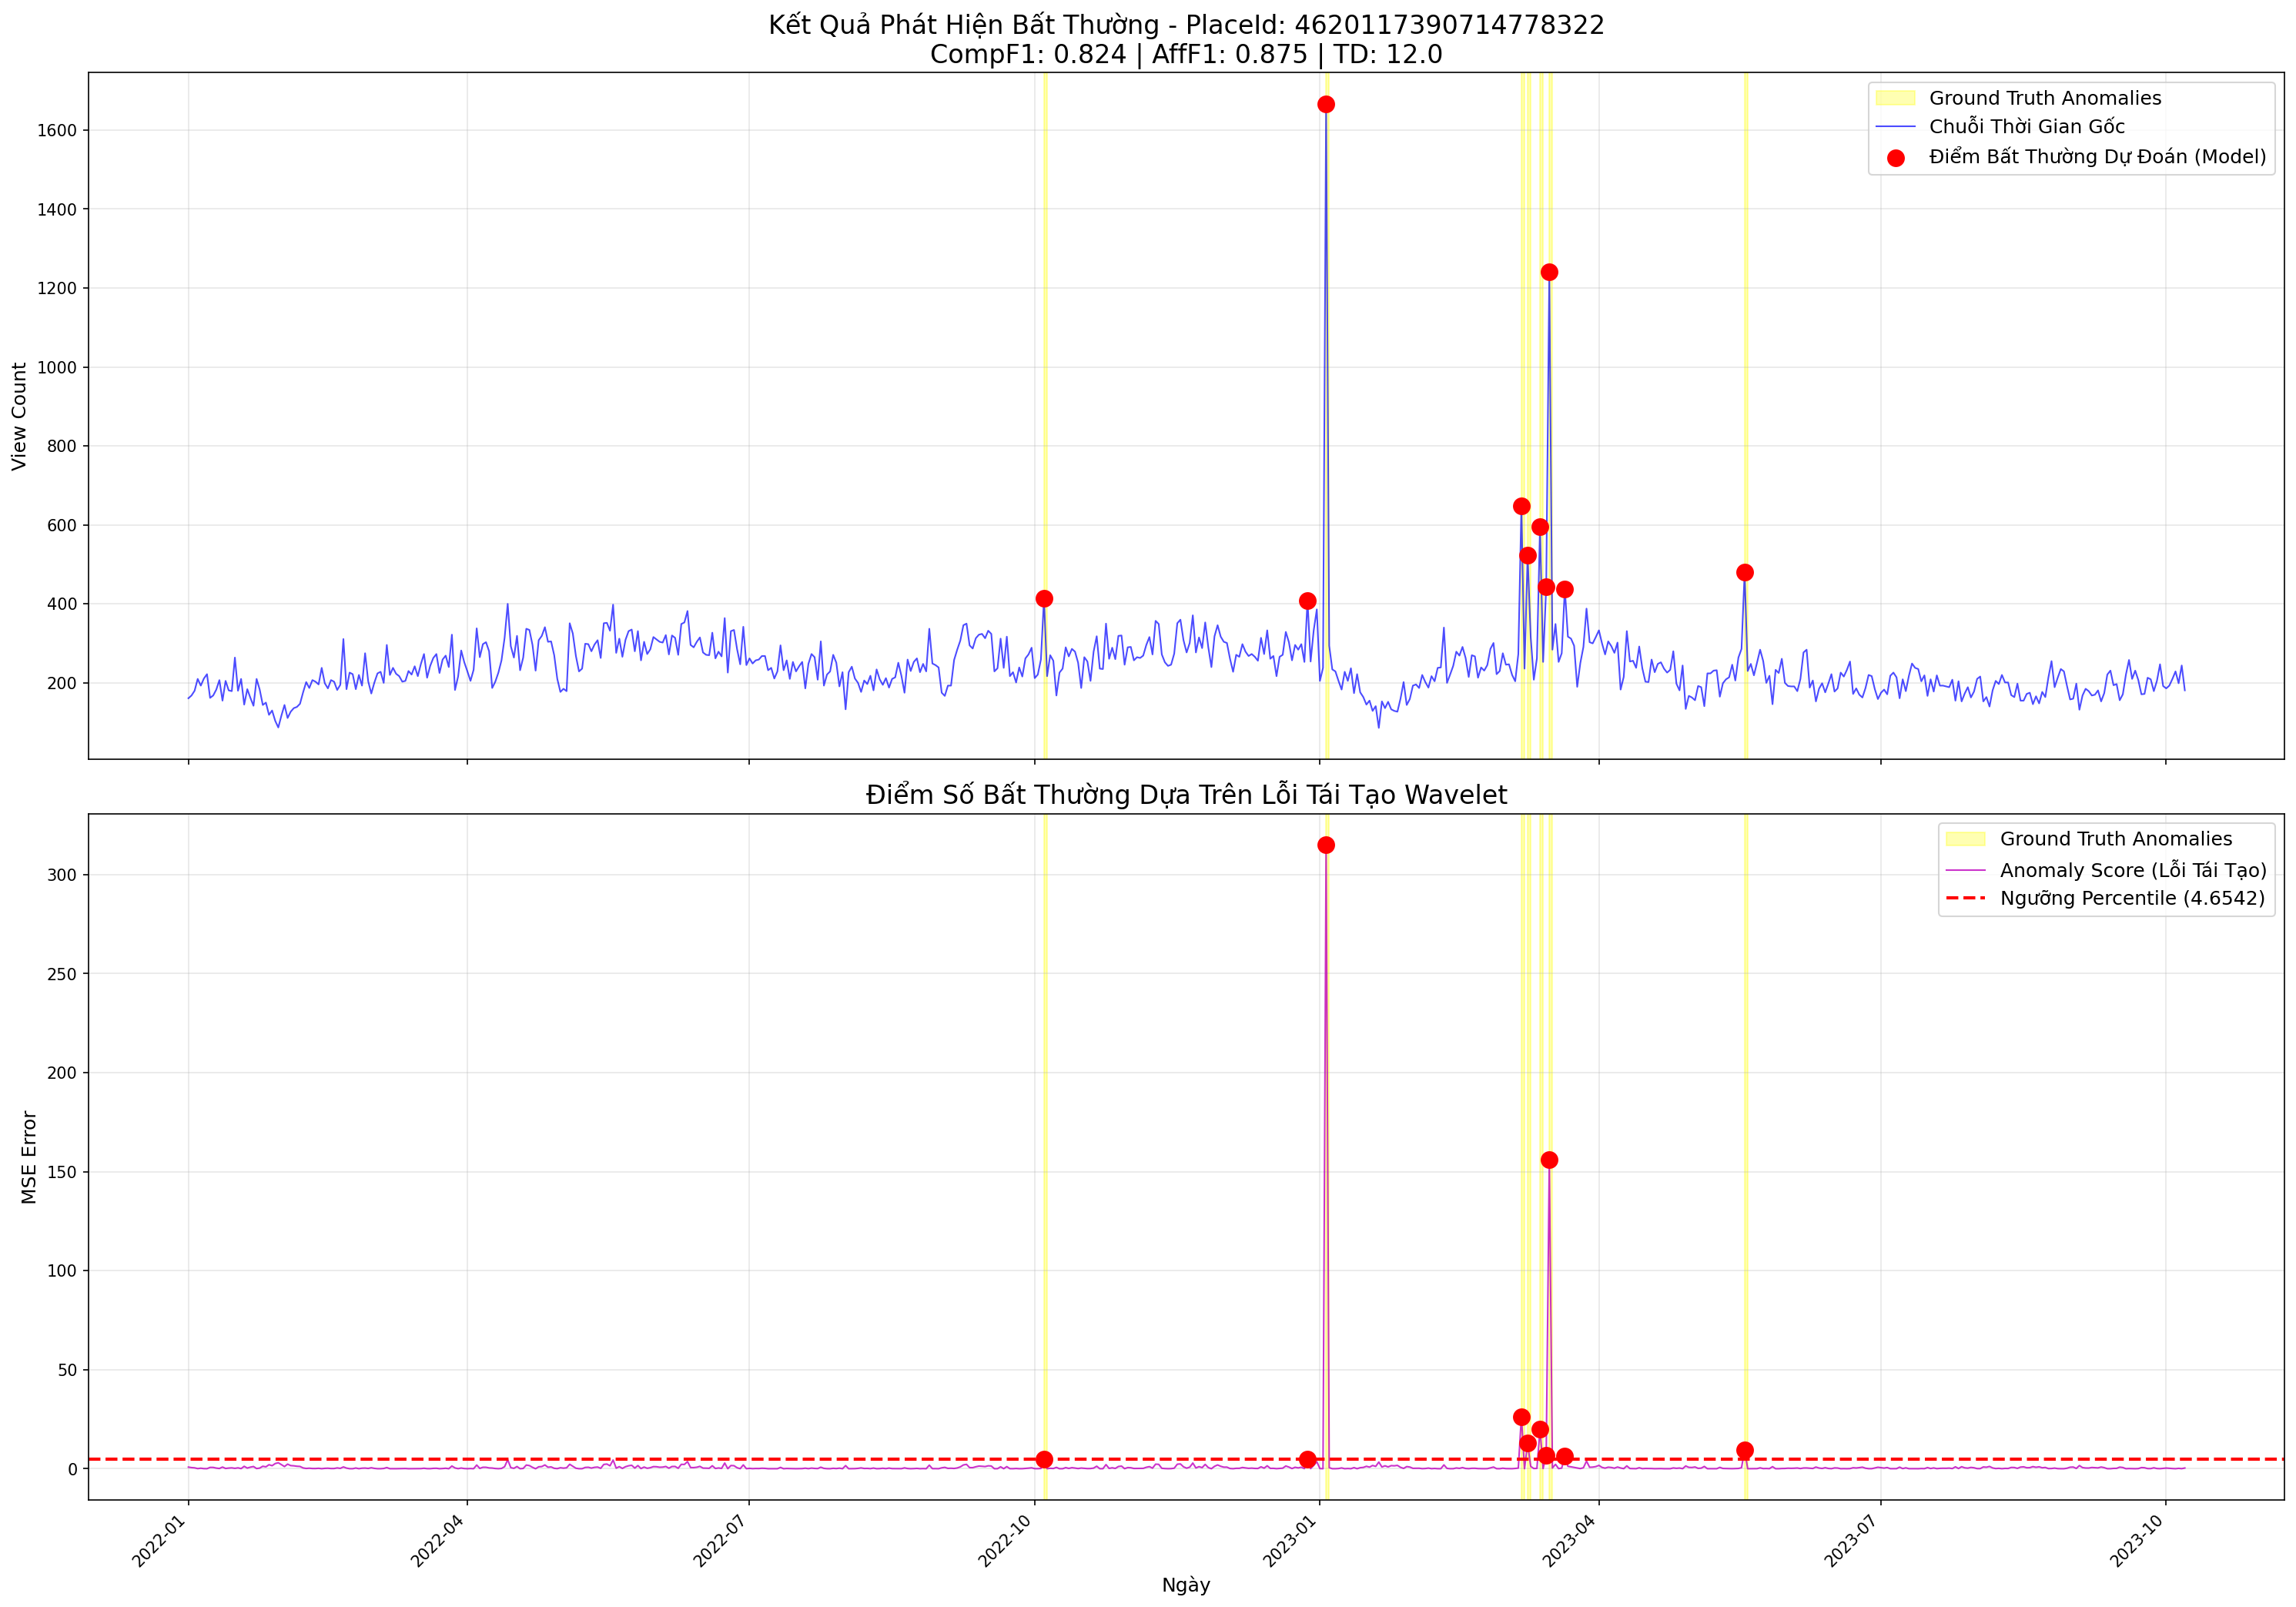 Kết Quả Phát Hiện Bất Thường - PlaceId: 4620117390714778322
CompF1: 0.824 | AffF1: 0.875 | TD: 12.0
Ground Truth Anomalies
Chuỗi Thời Gian Gốc
Điểm Bất Thường Dự Đoán (Model)
1600
1400
1200
1000
800
600
400
200
View Count
Điểm Số Bất Thường Dựa Trên Lỗi Tái Tạo Wavelet
Ground Truth Anomalies
Anomaly Score (Lỗi Tái Tạo)
Ngưỡng Percentile (4.6542)
300
250
200
150
100
50
0
MSE Error
2022-01
2022-04
2022-07
2022-10
2023-01
2023-04
2023-07
2023-10
Ngày